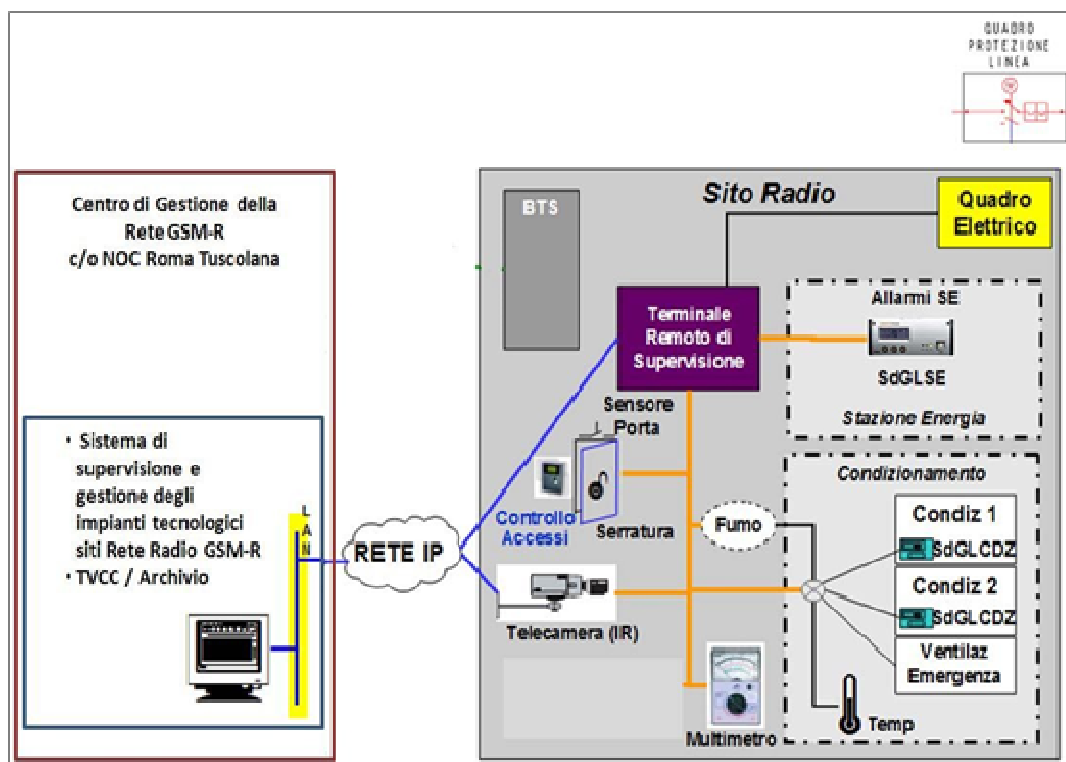 QUADRO
PROTEZIONE
LINEA
Centro di Gestione della
Rete GSM-R
c/o NOC Roma Tuscolana
• Sistema di
supervisione e
gestione degli
impianti tecnologici
siti Rete Radio GSM-R
• TVCC / Archivio
LAN
RETE IP
Sito Radio
BTS
Quadro
Elettrico
Terminale
Remoto di
Supervisione
Allarmi SE
SdGLSE
Stazione Energia
Sensore
Porta
Controllo
Accessi
Serratura
Fumo
Telecamera (IR)
Multimetro
Condizionamento
Condiz 1
SdGLCDZ
Condiz 2
SdGLCDZ
Ventilaz
Emergenza
Temp